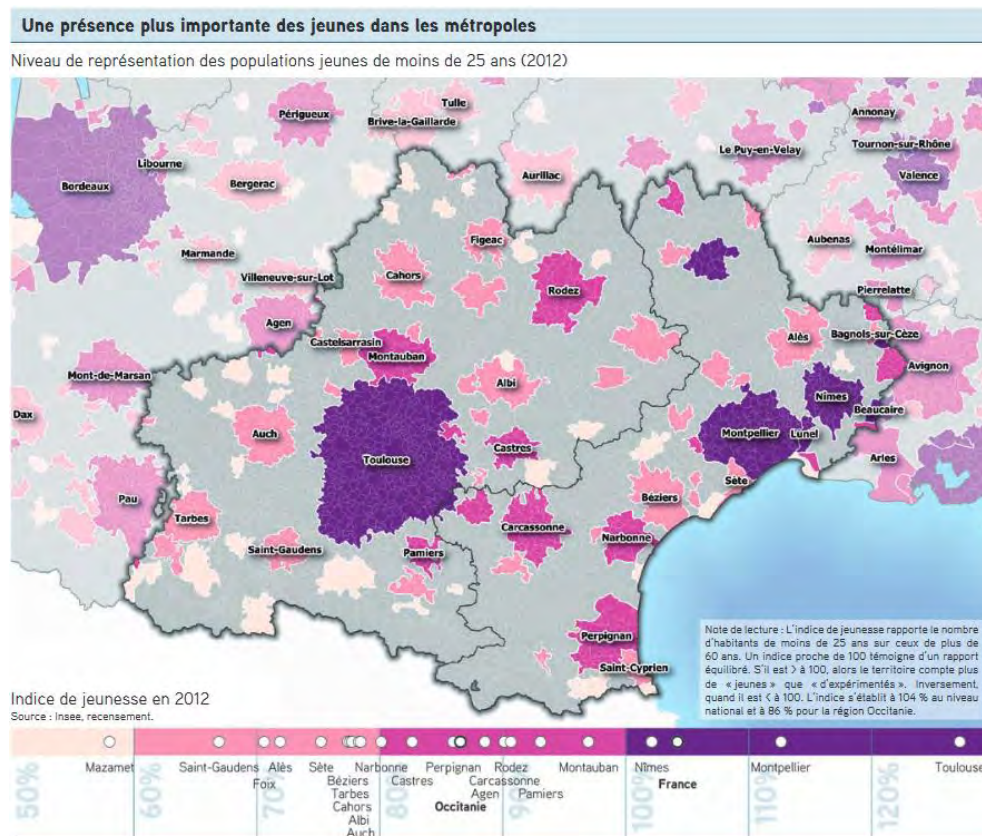 Une présence plus importante des jeunes dans les métropoles
Niveau de représentation des populations jeunes de moins de 25 ans (2012)
Périgueux
Tulle
Brive-la-Gaillarde
Annonay
Tournon-sur-Rhône
Le Puy-en-Velay
Libourne
Bordeaux
Bergerac
Aurillac
Valence
Marmande
Figeac
Aubenas
Montélimar
Villeneuve-sur-Lot
Cahors
Rodez
Pierrelatte
Agen
Castelsarrasin
Montauban
Alès
Bagnols-sur-Cèze
Mont-de-Marsan
Albi
Avignon
Nîmes
Dax
Beaucaire
Auch
Montpellier
Lunel
Castres
Toulouse
Arles
Sète
Pau
Béziers
Tarbes
Carcassonne
Narbonne
Saint-Gaudens
Pamiers
Perpignan
Saint-Cyprien
Note de lecture : L'indice de jeunesse rapporte le nombre
d'habitants de moins de 25 ans sur ceux de plus de
60 ans. Un indice proche de 100 témoigne d'un rapport
équilibré. S'il est > à 100, alors le territoire compte plus
de « jeunes » que « d'expérimentés ». Inversement,
quand il est < à 100. L'indice s'établit à 104 % au niveau
national et à 86 % pour la région Occitanie.
Indice de jeunesse en 2012
Source : Insee, recensement.
50%
60%
70%
80%
90%
100%
110%
120%
Mazamet
Saint-Gaudens
Foix
Alès
Sète
Béziers
Tarbes
Cahors
Albi
Auch
Narbonne
Castres
Perpignan
Occitanie
Carcassonne
Agen
Rodez
Pamiers
Montauban
Nîmes
France
Montpellier
Toulouse